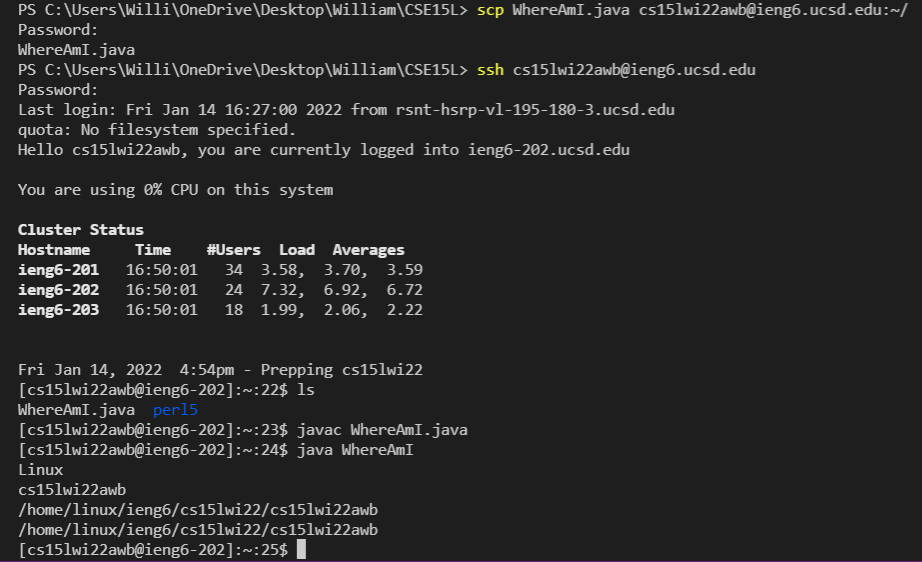 PS C:\Users\Willi\OneDrive\Desktop\William\CSE15L> scp WhereAmI.java cs15lwi22awb@ieng6.ucsd.edu:~/
Password:
WhereAmI.java
PS C:\Users\Willi\OneDrive\Desktop\William\CSE15L> ssh cs15lwi22awb@ieng6.ucsd.edu
Password:
Last login: Fri Jan 14 16:27:00 2022 from rsnt-hsrp-vl-195-180-3.ucsd.edu
quota: No filesystem specified.
Hello cs15lwi22awb, you are currently logged into ieng6-202.ucsd.edu
You are using 0% CPU on this system
Cluster Status
Hostname     Time    #Users  Load  Averages
ieng6-201   16:50:01   34  3.58,  3.70,  3.59
ieng6-202   16:50:01   24  7.32,  6.92,  6.72
ieng6-203   16:50:01   18  1.99,  2.06,  2.22
Fri Jan 14, 2022  4:54pm - Prepping cs15lwi22
[cs15lwi22awb@ieng6-202]:~:22$ ls
WhereAmI.java  perl5
[cs15lwi22awb@ieng6-202]:~:23$ javac WhereAmI.java
[cs15lwi22awb@ieng6-202]:~:24$ java WhereAmI
Linux
cs15lwi22awb
/home/linux/ieng6/cs15lwi22/cs15lwi22awb
/home/linux/ieng6/cs15lwi22/cs15lwi22awb
[cs15lwi22awb@ieng6-202]:~:25$